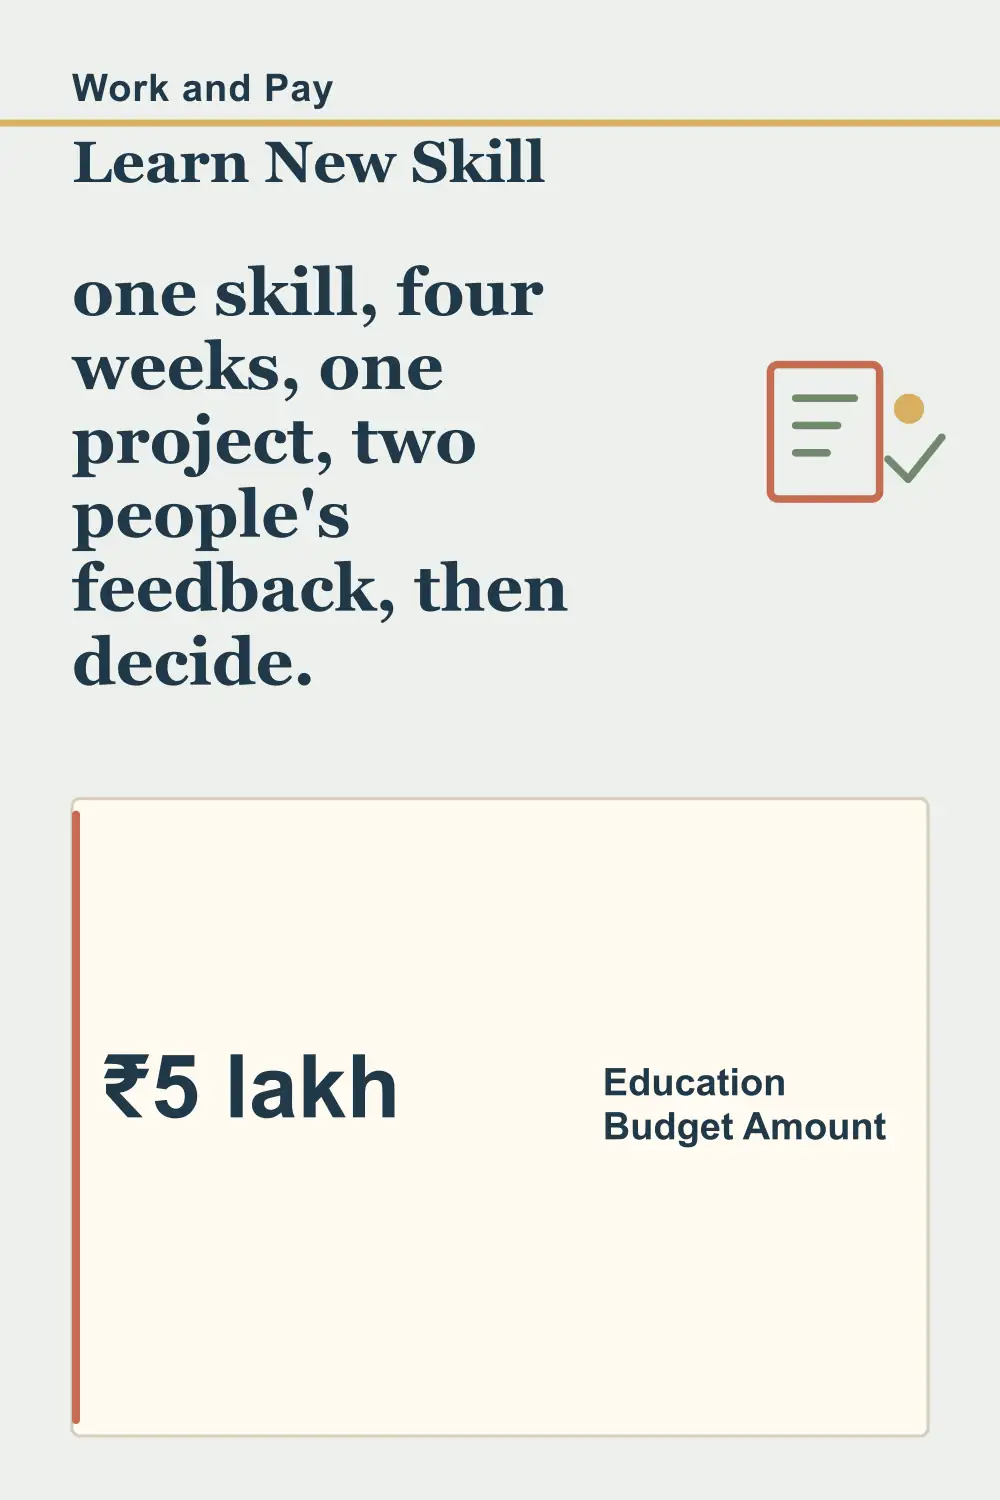 Work and Pay
Learn New Skill
one skill, four
weeks, one
project, two
people's
feedback, then
decide.
₹5 lakh
Education
Budget Amount